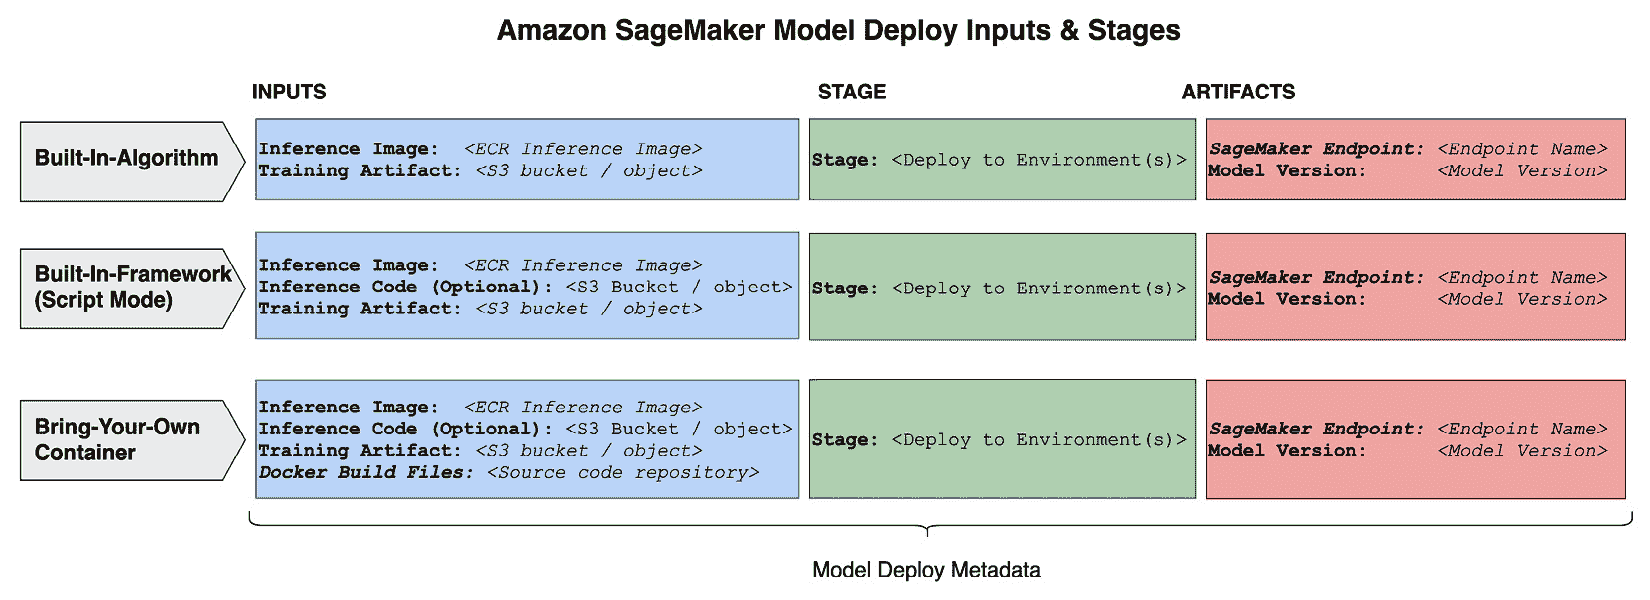 Amazon SageMaker Model Deploy Inputs & Stages
INPUTS
STAGE
ARTIFACTS
Built-In-Algorithm
Inference Image: <ECR Inference Image>
Training Artifact: <S3 bucket / object>
Stage: <Deploy to Environment(s)>
SageMaker Endpoint: <Endpoint Name>
Model Version: <Model Version>
Built-In-Framework
(Script Mode)
Inference Image: <ECR Inference Image>
Inference Code (Optional): <S3 Bucket / object>
Training Artifact: <S3 bucket / object>
Stage: <Deploy to Environment(s)>
SageMaker Endpoint: <Endpoint Name>
Model Version: <Model Version>
Bring-Your-Own
Container
Inference Image: <ECR Inference Image>
Inference Code (Optional): <S3 Bucket / object>
Training Artifact: <S3 bucket / object>
Docker Build Files: <Source code repository>
Stage: <Deploy to Environment(s)>
SageMaker Endpoint: <Endpoint Name>
Model Version: <Model Version>
Model Deploy Metadata